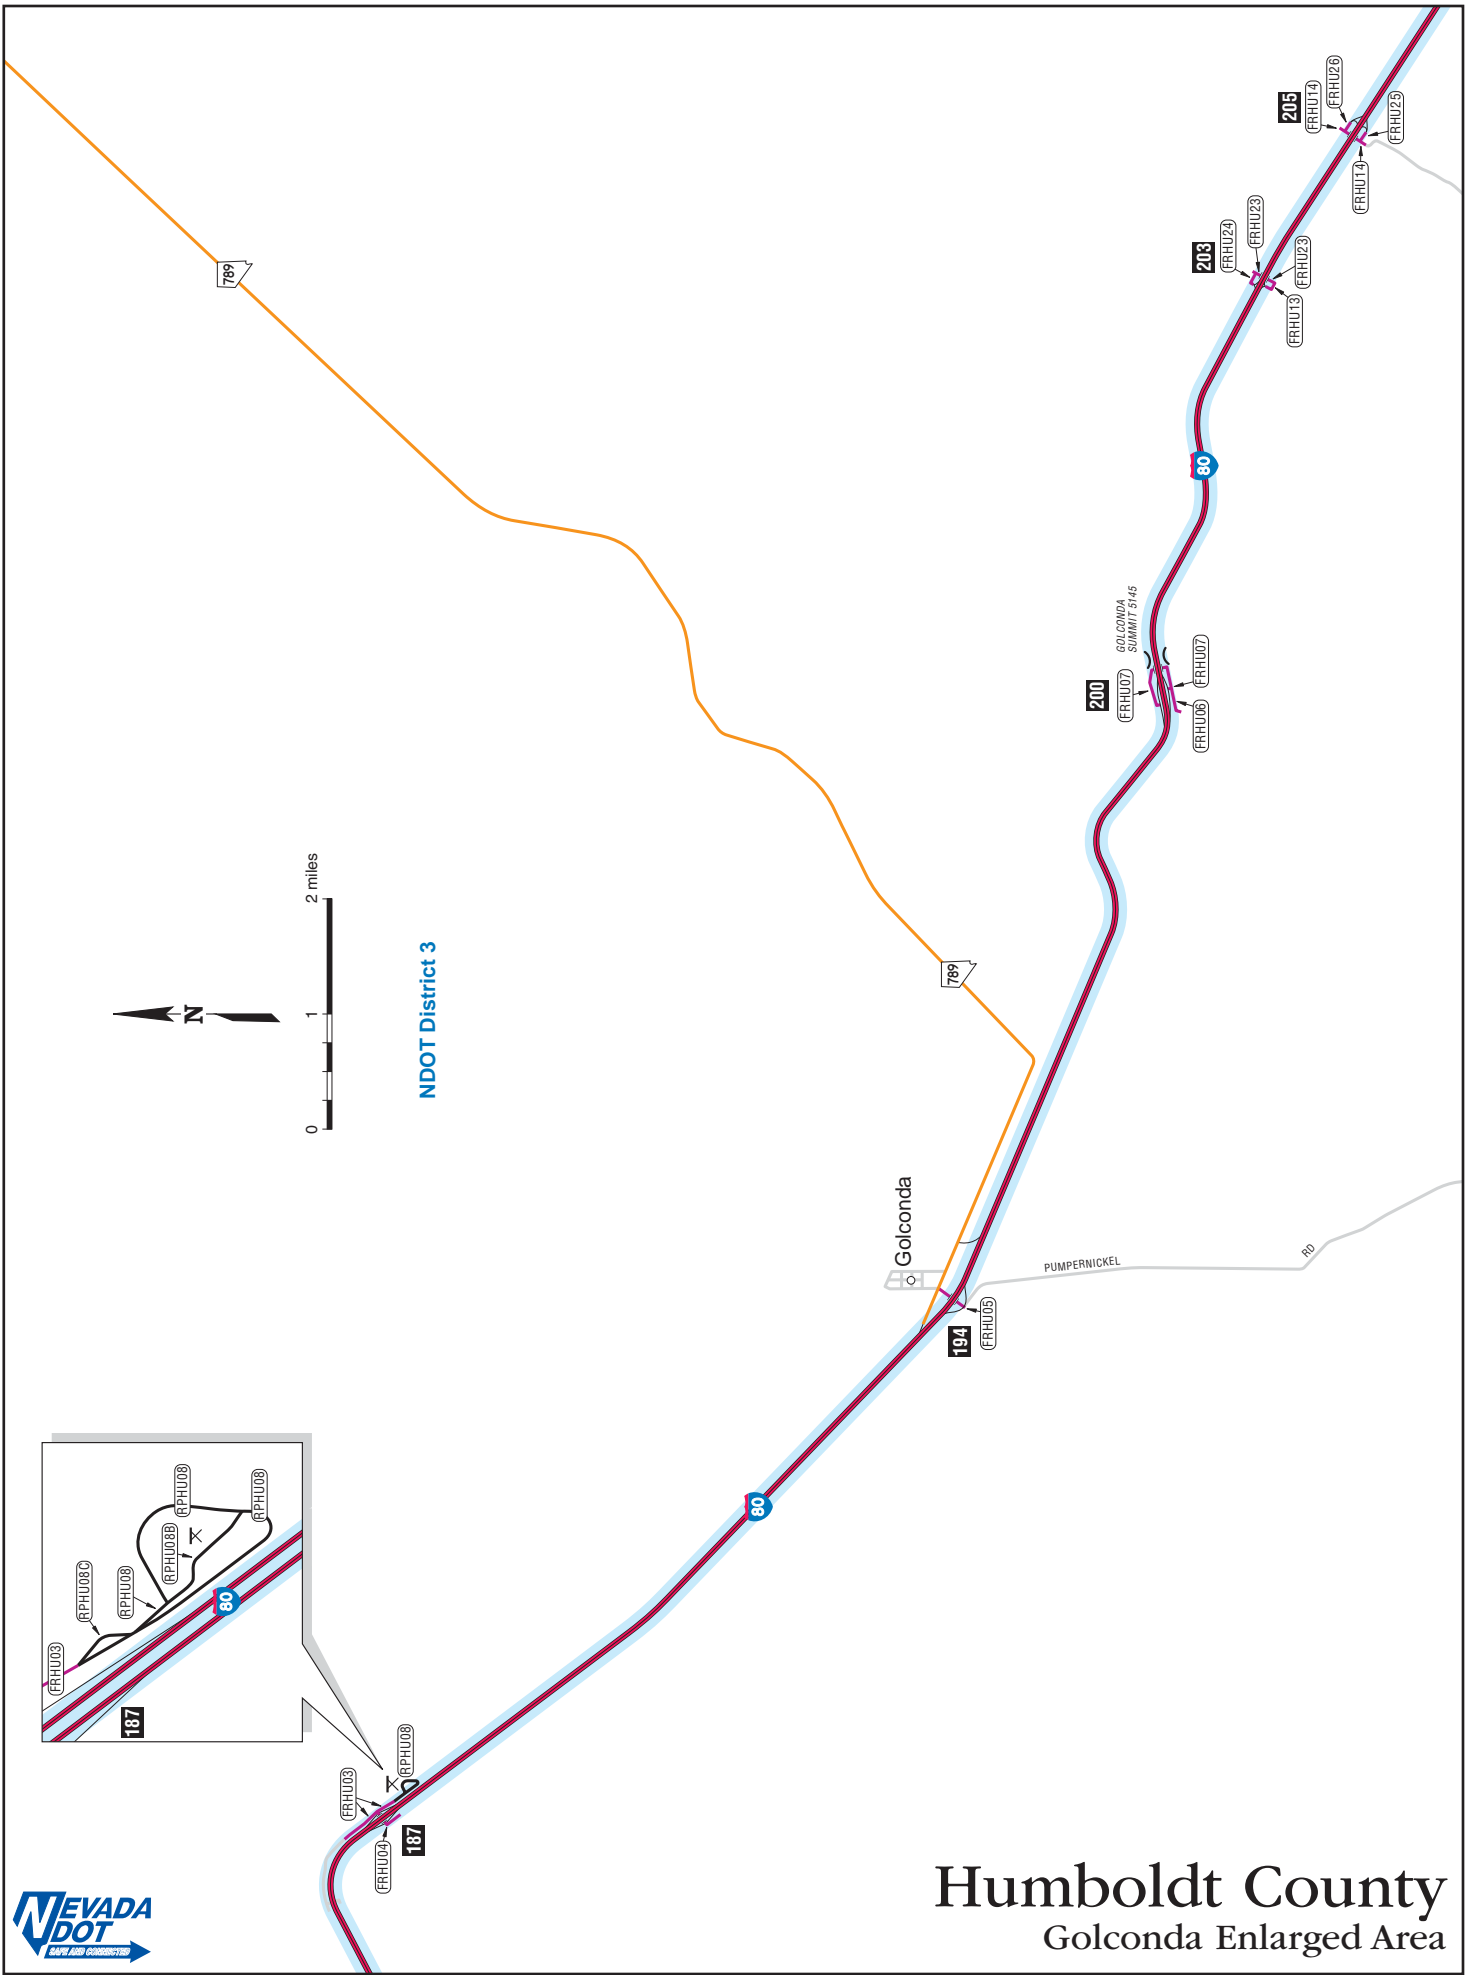 789
205
FRHU14
FRHU26
FRHU25
FRHU14
203
FRHU24
FRHU23
FRHU23
FRHU13
80
GOLCONDA
SUMMIT 5145
200
FRHU07
FRHU07
FRHU06
N
0 1 2 miles
NDOT District 3
789
Golconda
PUMPERNICKEL
RD
194
FRHU05
80
RPHU08
RPHU08
RPHU08B
RPHU08
RPHU08C
80
FRHU03
187
RPHU08
FRHU03
FRHU04
187
NEVADA
DOT
SAFE AND CONNECTED
Humboldt County
Golconda Enlarged Area